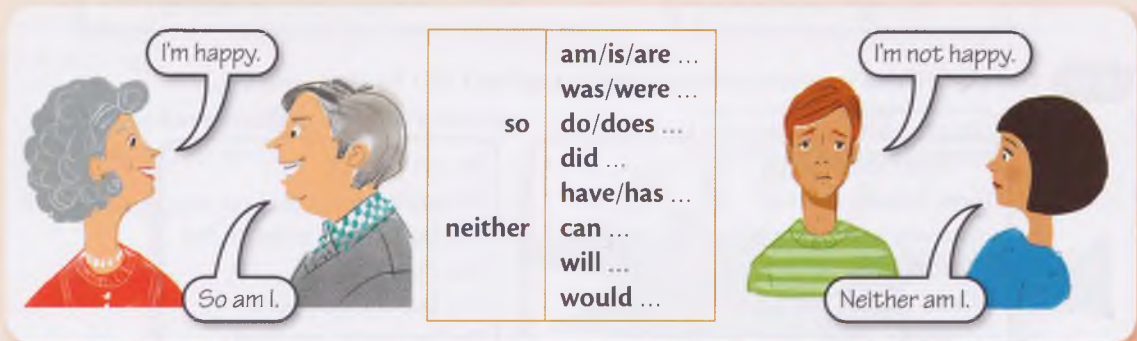 I'm happy.
So am I.
so
neither
am/is/are ...
was/were ...
do/does ...
did ...
have/has ...
can ...
will ...
would ...
I'm not happy.
Neither am I.